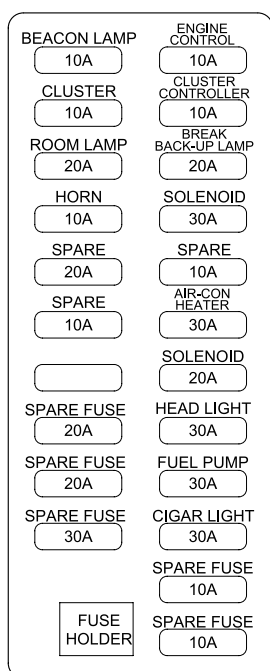 BEACON LAMP
10A
CLUSTER
10A
ROOM LAMP
20A
HORN
10A
SPARE
20A
SPARE
10A
SPARE FUSE
20A
SPARE FUSE
20A
SPARE FUSE
30A
FUSE
HOLDER
ENGINE
CONTROL
10A
CLUSTER
CONTROLLER
10A
BREAK
BACK-UP LAMP
20A
SOLENOID
30A
SPARE
10A
AIR-CON
HEATER
30A
SOLENOID
20A
HEAD LIGHT
30A
FUEL PUMP
30A
CIGAR LIGHT
30A
SPARE FUSE
10A
SPARE FUSE
10A